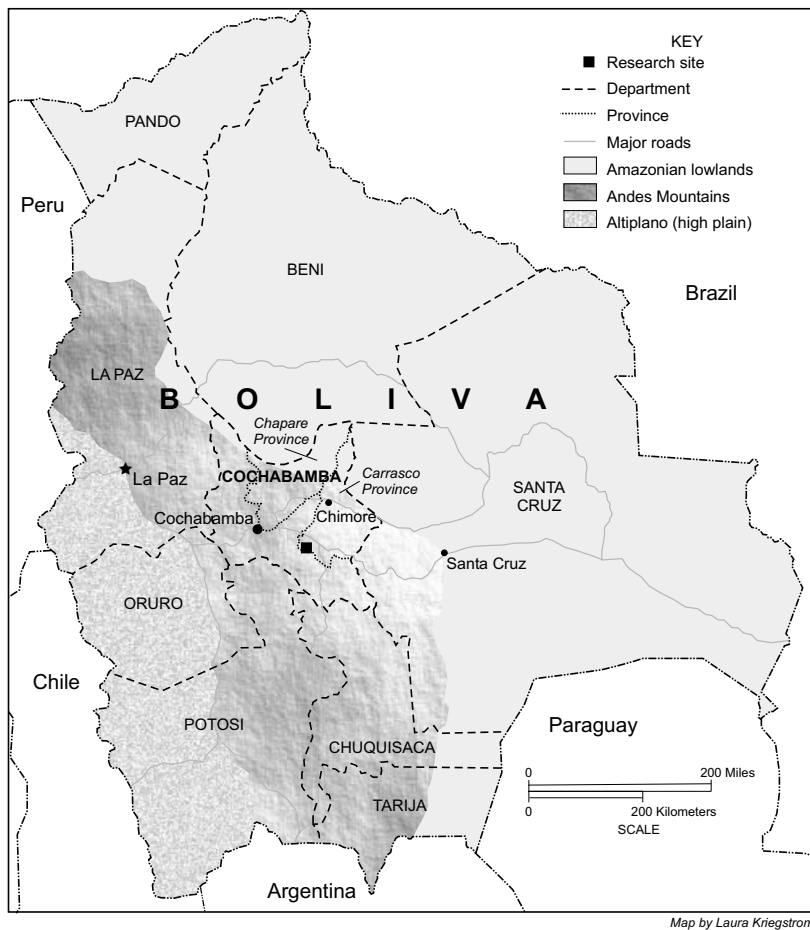 KEY
Research site
Department
Province
Major roads
Amazonian lowlands
Andes Mountains
Altiplano (high plain)
PANDO
Peru
BENI
Brazil
LA PAZ
B O L I V A
Chapare
Province
COCHABAMBA
Carrasco
Province
La Paz
SANTA
CRUZ
Cochabamba
Chimoré
Santa Cruz
ORURO
Chile
POTOSI
Paraguay
CHUQUISACA
0 200 Miles
TARIJA
0 200 Kilometers
SCALE
Argentina
Map by Laura Kriegstrom